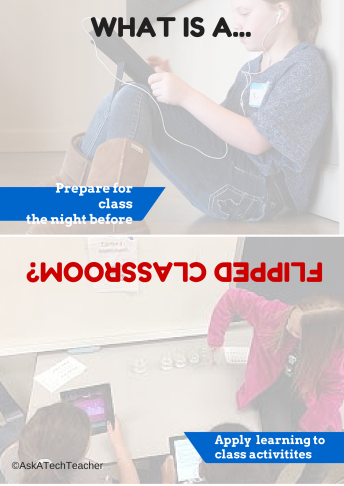 WHAT IS A...
Prepare for
class
the night before
FLIPPED CLASSROOM?
Apply learning to
class activitites
©AskATechTeacher